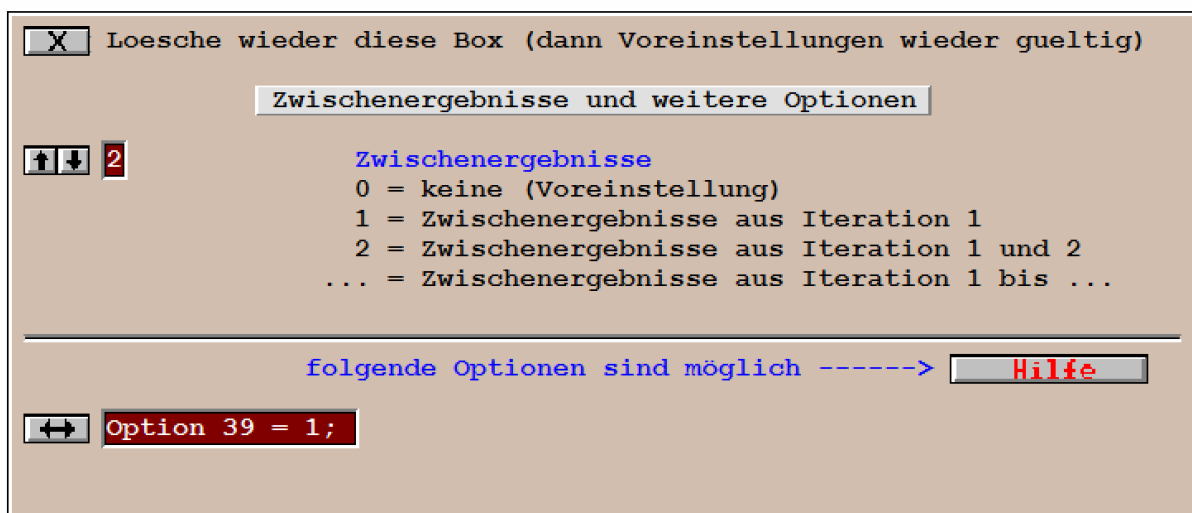 X Loesche wieder diese Box (dann Voreinstellungen wieder gueltig)
Zwischenergebnisse und weitere Optionen
2 Zwischenergebnisse
0 = keine (Voreinstellung)
1 = Zwischenergebnisse aus Iteration 1
2 = Zwischenergebnisse aus Iteration 1 und 2
... = Zwischenergebnisse aus Iteration 1 bis ...
folgende Optionen sind möglich ------> Hilfe
Option 39 = 1;